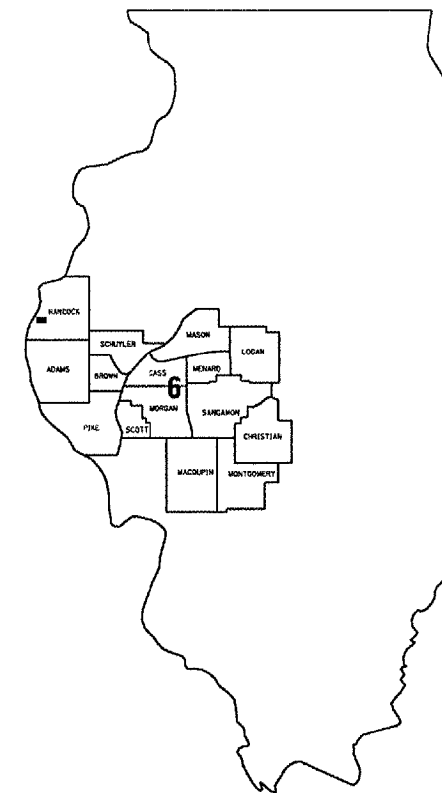 HANCOCK
MASON
SCHUYLER
LOGAN
ADAMS
BROWN
CASS
MENARD
6
MORGAN
SANGAMON
PIKE
SCOTT
CHRISTIAN
MACOUPIN
MONTGOMERY